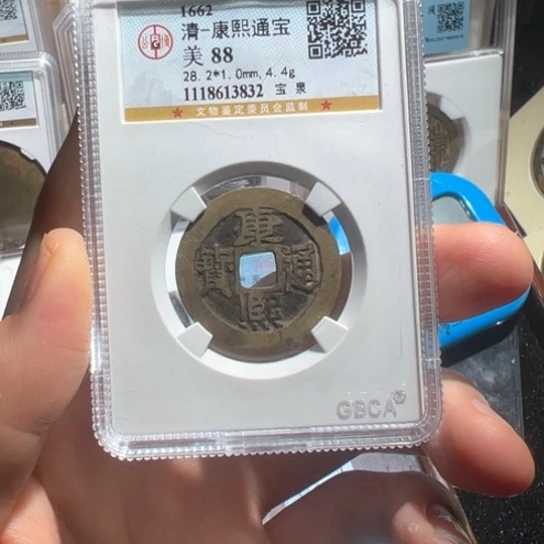 1662
清-康熙通宝
美 88
28.2*1.0mm, 4.4g
1118613832 宝 泉
★ 文物鉴定委员会监制 ★
康熙通寶
GBCA